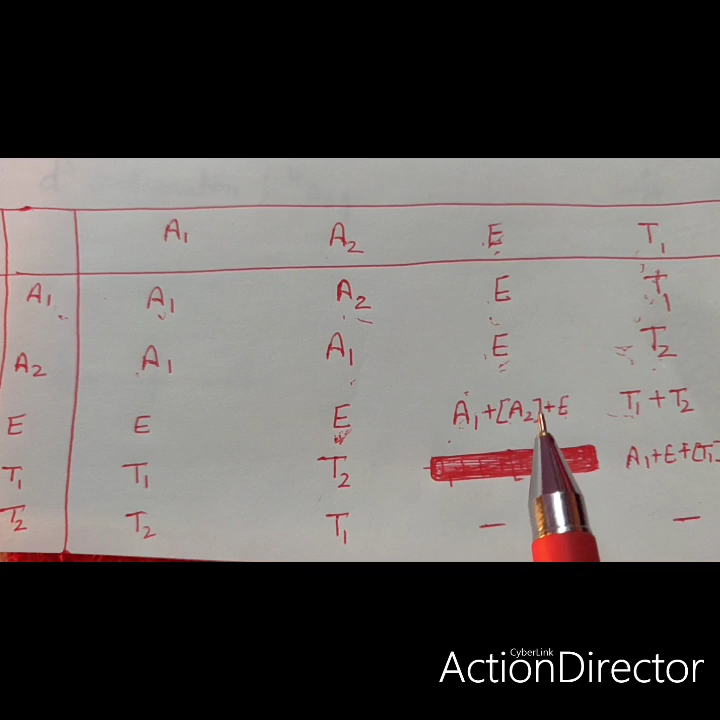 A₁ A₂ E T₁
A₁ A₁ A₂ E T₁
A₂ A₁ A₁ E T₂
E E E A₁+[A₂]+E T₁+T₂
T₁ T₁ T₂ A₁+E+[T₁]
T₂ T₂ T₁ — —
CyberLink
ActionDirector